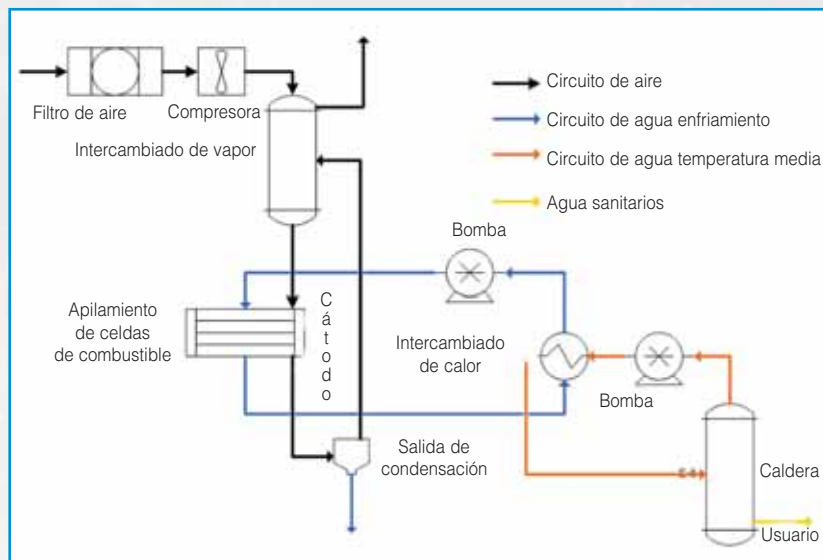 Filtro de aire
Compresora
Intercambiado de vapor
Circuito de aire
Circuito de agua enfriamiento
Circuito de agua temperatura media
Agua sanitarios
Bomba
Apilamiento
de celdas
de combustible
Cátodo
Intercambiado
de calor
Bomba
Salida de
condensación
Caldera
Usuario